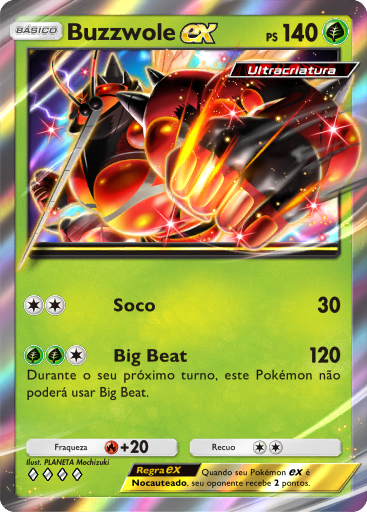 BÁSICO Buzzwole ex PS 140
Ultracriatura
Soco 30
Big Beat 120
Durante o seu próximo turno, este Pokémon não
poderá usar Big Beat.
Fraqueza +20 Recuo
Ilust. PLANETA Mochizuki
Regra ex Quando seu Pokémon ex é
Nocauteado, seu oponente recebe 2 pontos.